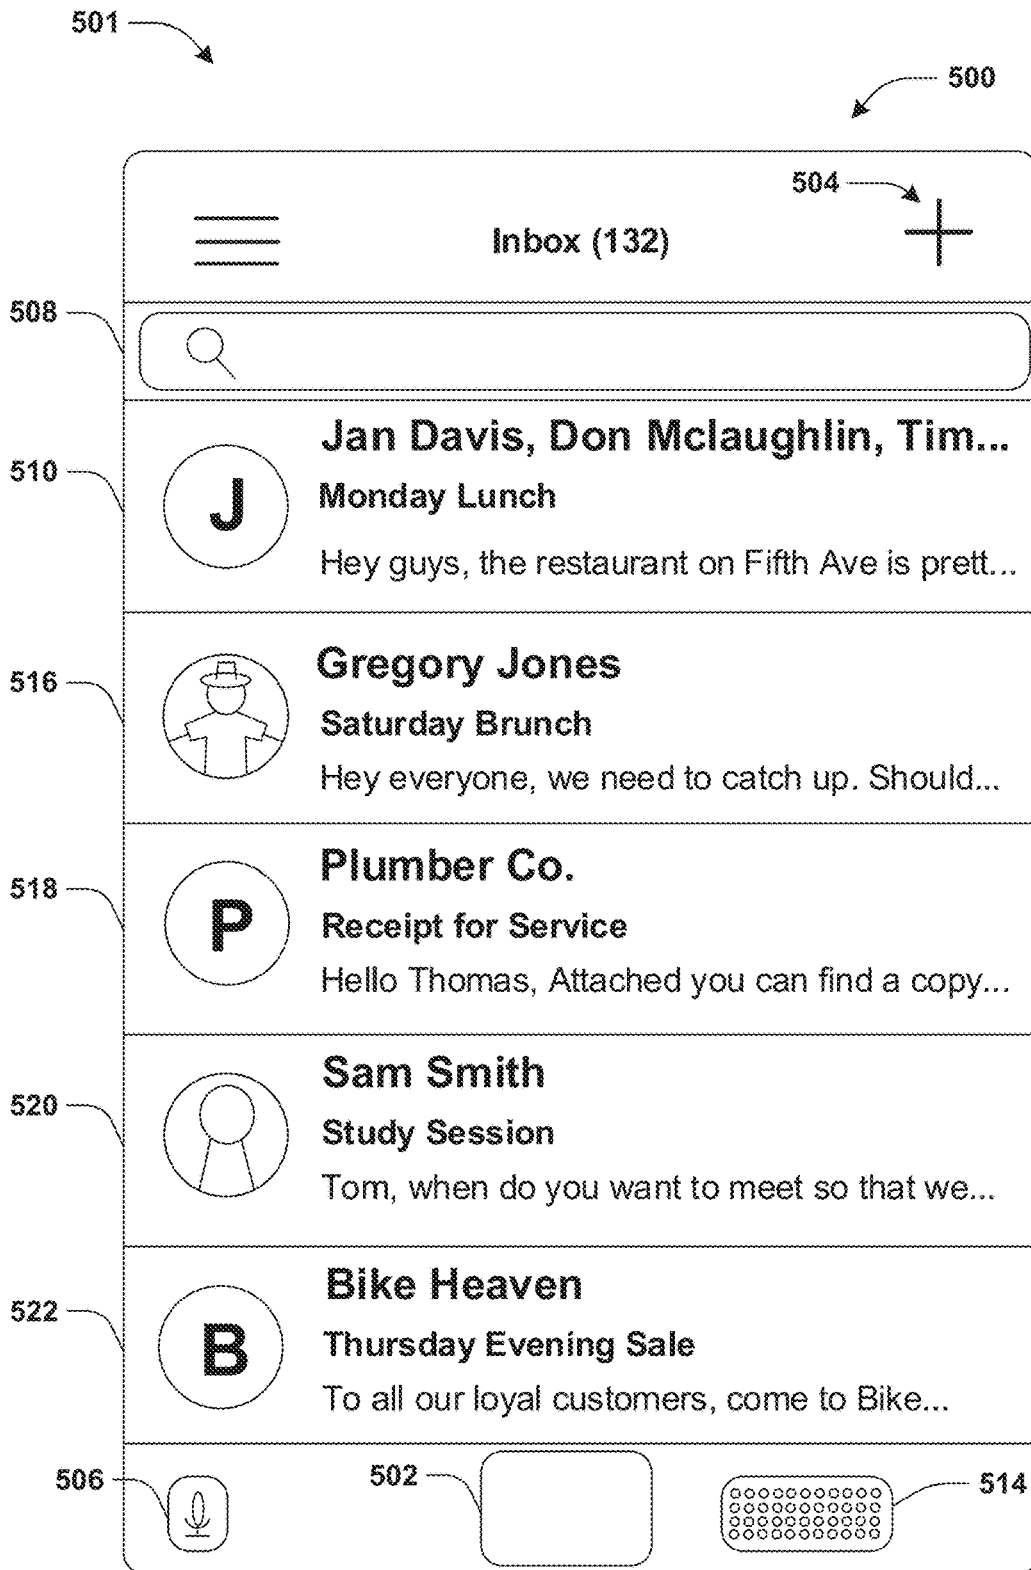 501
500
504
Inbox (132)
508
510
J
Jan Davis, Don Mclaughlin, Tim...
Monday Lunch
Hey guys, the restaurant on Fifth Ave is prett...
516
Gregory Jones
Saturday Brunch
Hey everyone, we need to catch up. Should...
518
P
Plumber Co.
Receipt for Service
Hello Thomas, Attached you can find a copy...
520
Sam Smith
Study Session
Tom, when do you want to meet so that we...
522
B
Bike Heaven
Thursday Evening Sale
To all our loyal customers, come to Bike...
506
502
514